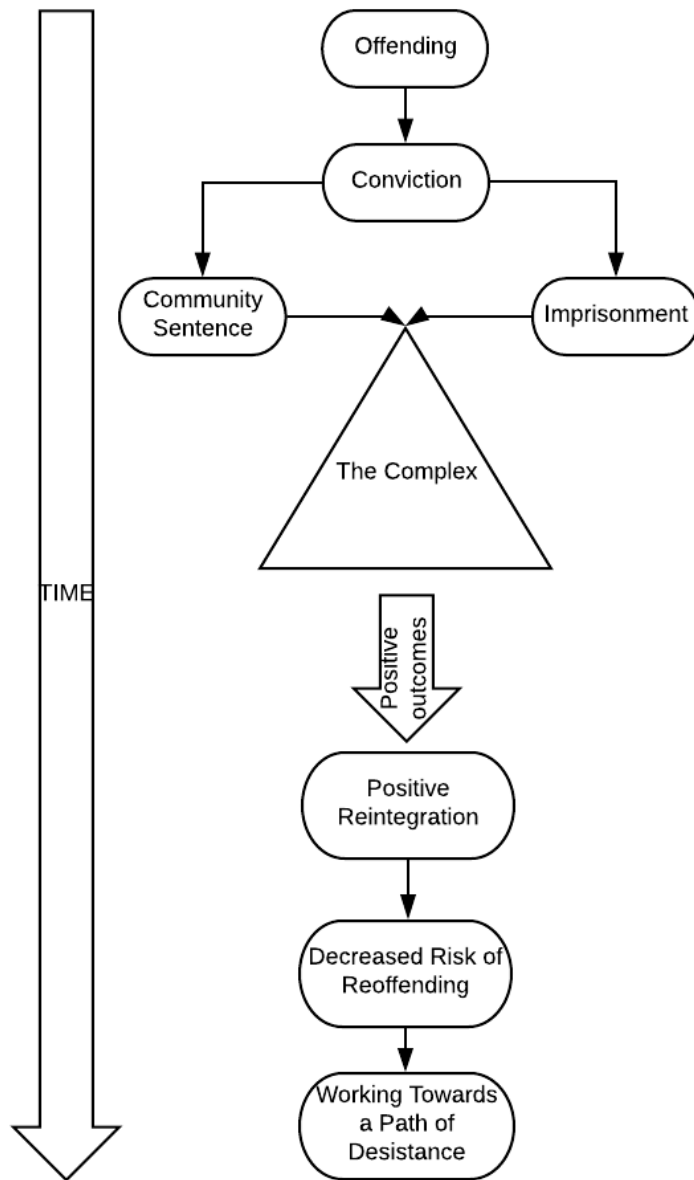 Offending
Conviction
Community
Sentence
Imprisonment
The Complex
TIME
Positive
outcomes
Positive
Reintegration
Decreased Risk of
Reoffending
Working Towards
a Path of
Desistance